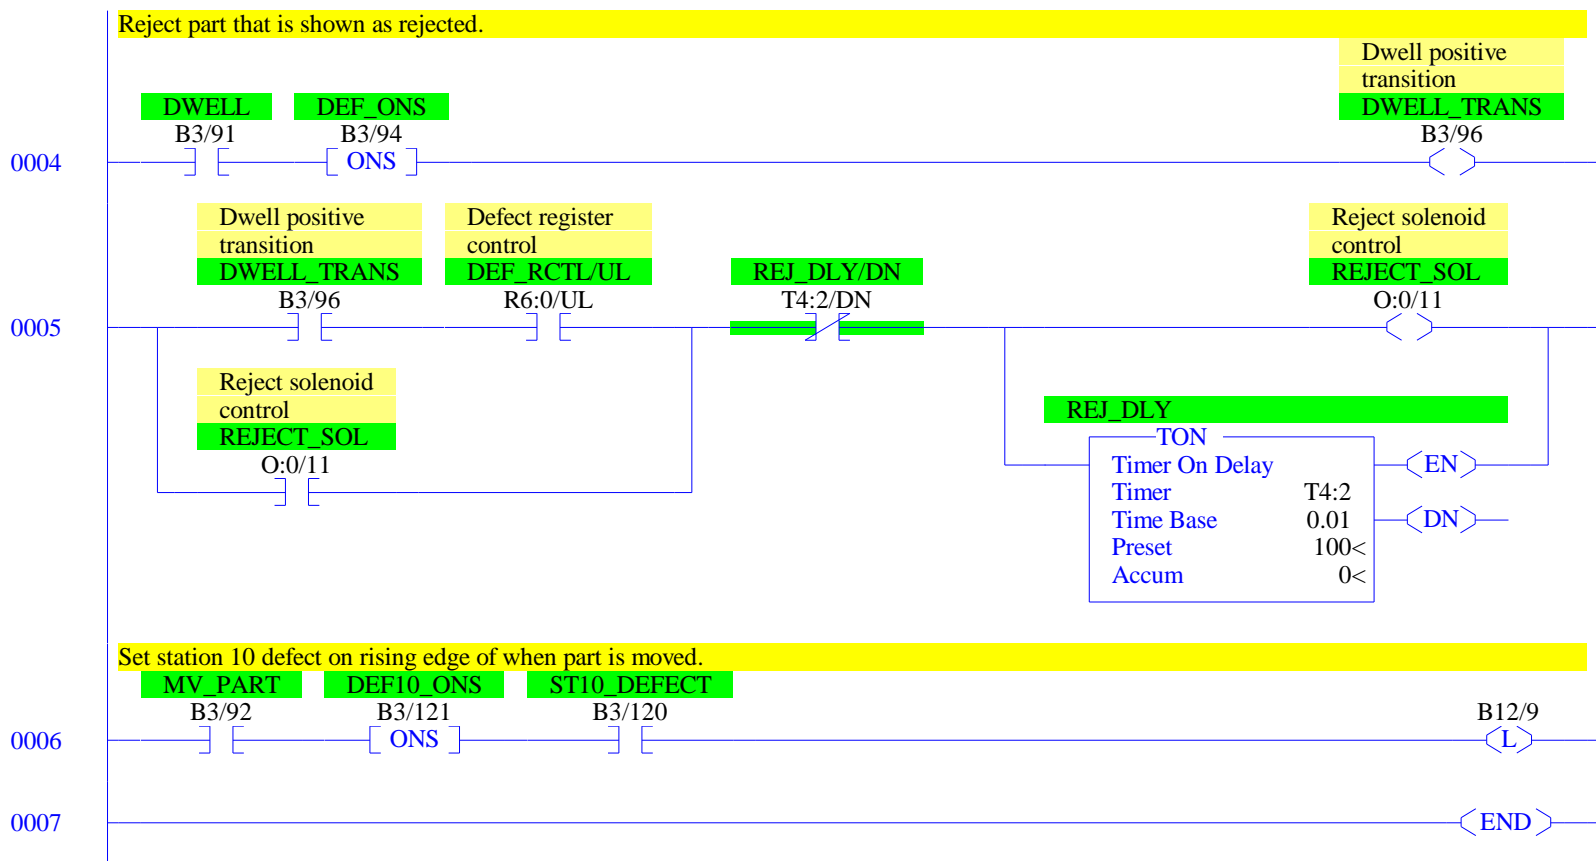 Reject part that is shown as rejected.
Dwell positive
transition
DWELL DEF_ONS DWELL_TRANS
B3/91 B3/94 B3/96
0004 ONS
Dwell positive Defect register Reject solenoid
transition control control
DWELL_TRANS DEF_RCTL/UL REJ_DLY/DN REJECT_SOL
B3/96 R6:0/UL T4:2/DN O:0/11
0005
Reject solenoid
control
REJECT_SOL
O:0/11
REJ_DLY
TON
Timer On Delay EN
Timer T4:2
Time Base 0.01 DN
Preset 100<
Accum 0<
Set station 10 defect on rising edge of when part is moved.
MV_PART DEF10_ONS ST10_DEFECT
B3/92 B3/121 B3/120 B12/9
0006 ONS L
0007 END